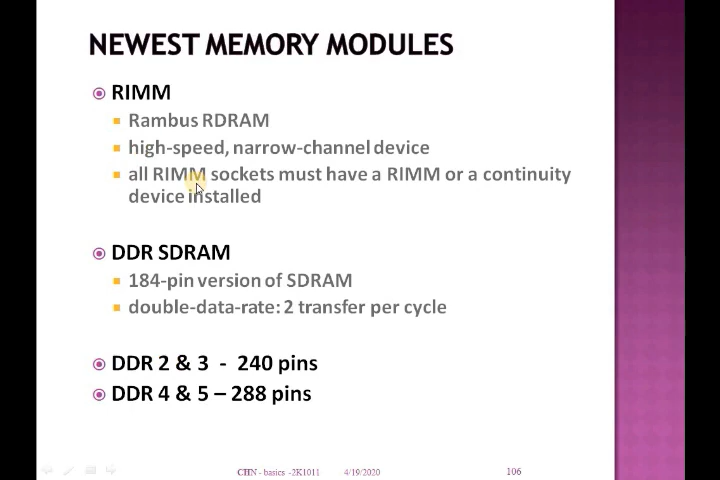 NEWEST MEMORY MODULES
RIMM
Rambus RDRAM
high-speed, narrow-channel device
all RIMM sockets must have a RIMM or a continuity
device installed
DDR SDRAM
184-pin version of SDRAM
double-data-rate: 2 transfer per cycle
DDR 2 & 3 - 240 pins
DDR 4 & 5 – 288 pins
- basics -2K1011 4/19/2020 106